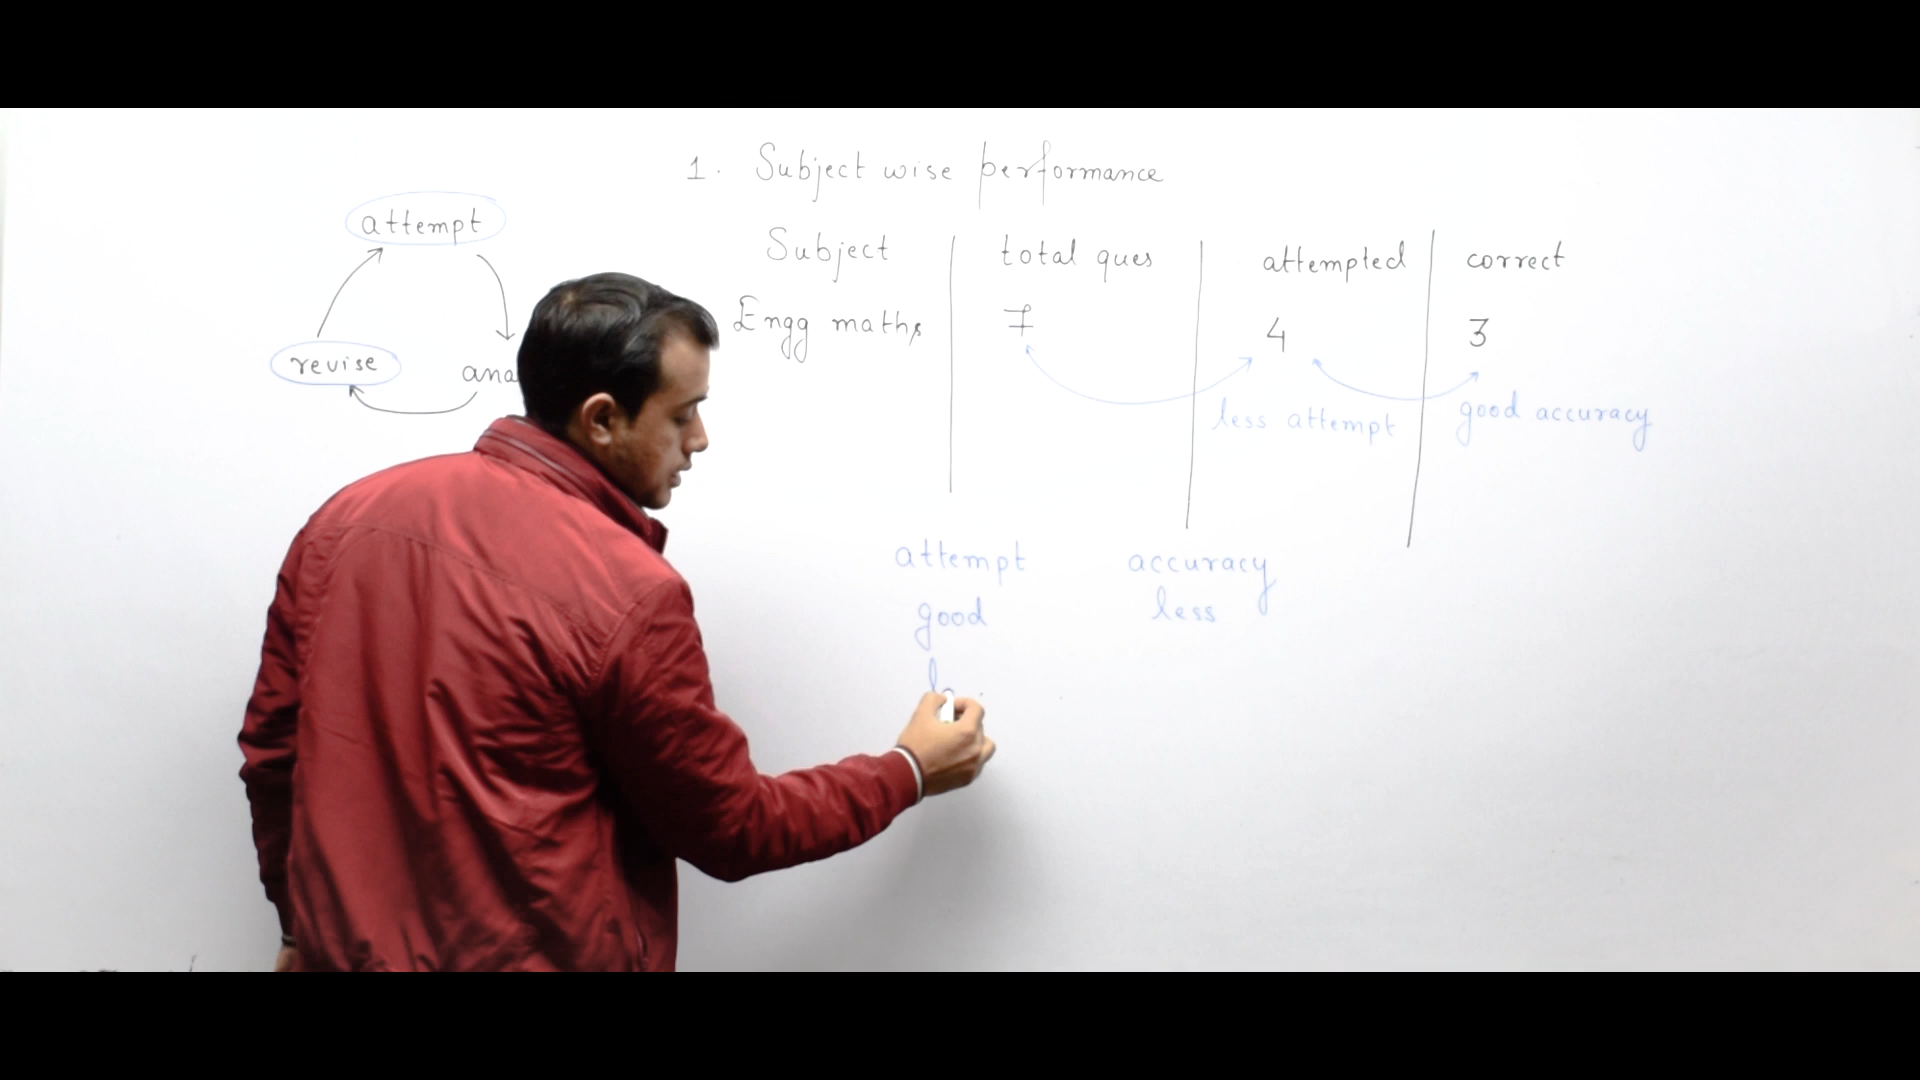 1. Subject wise performance
attempt
revise
Subject total ques attempted correct
Engg maths 7 4 3
less attempt good accuracy
attempt accuracy
good less